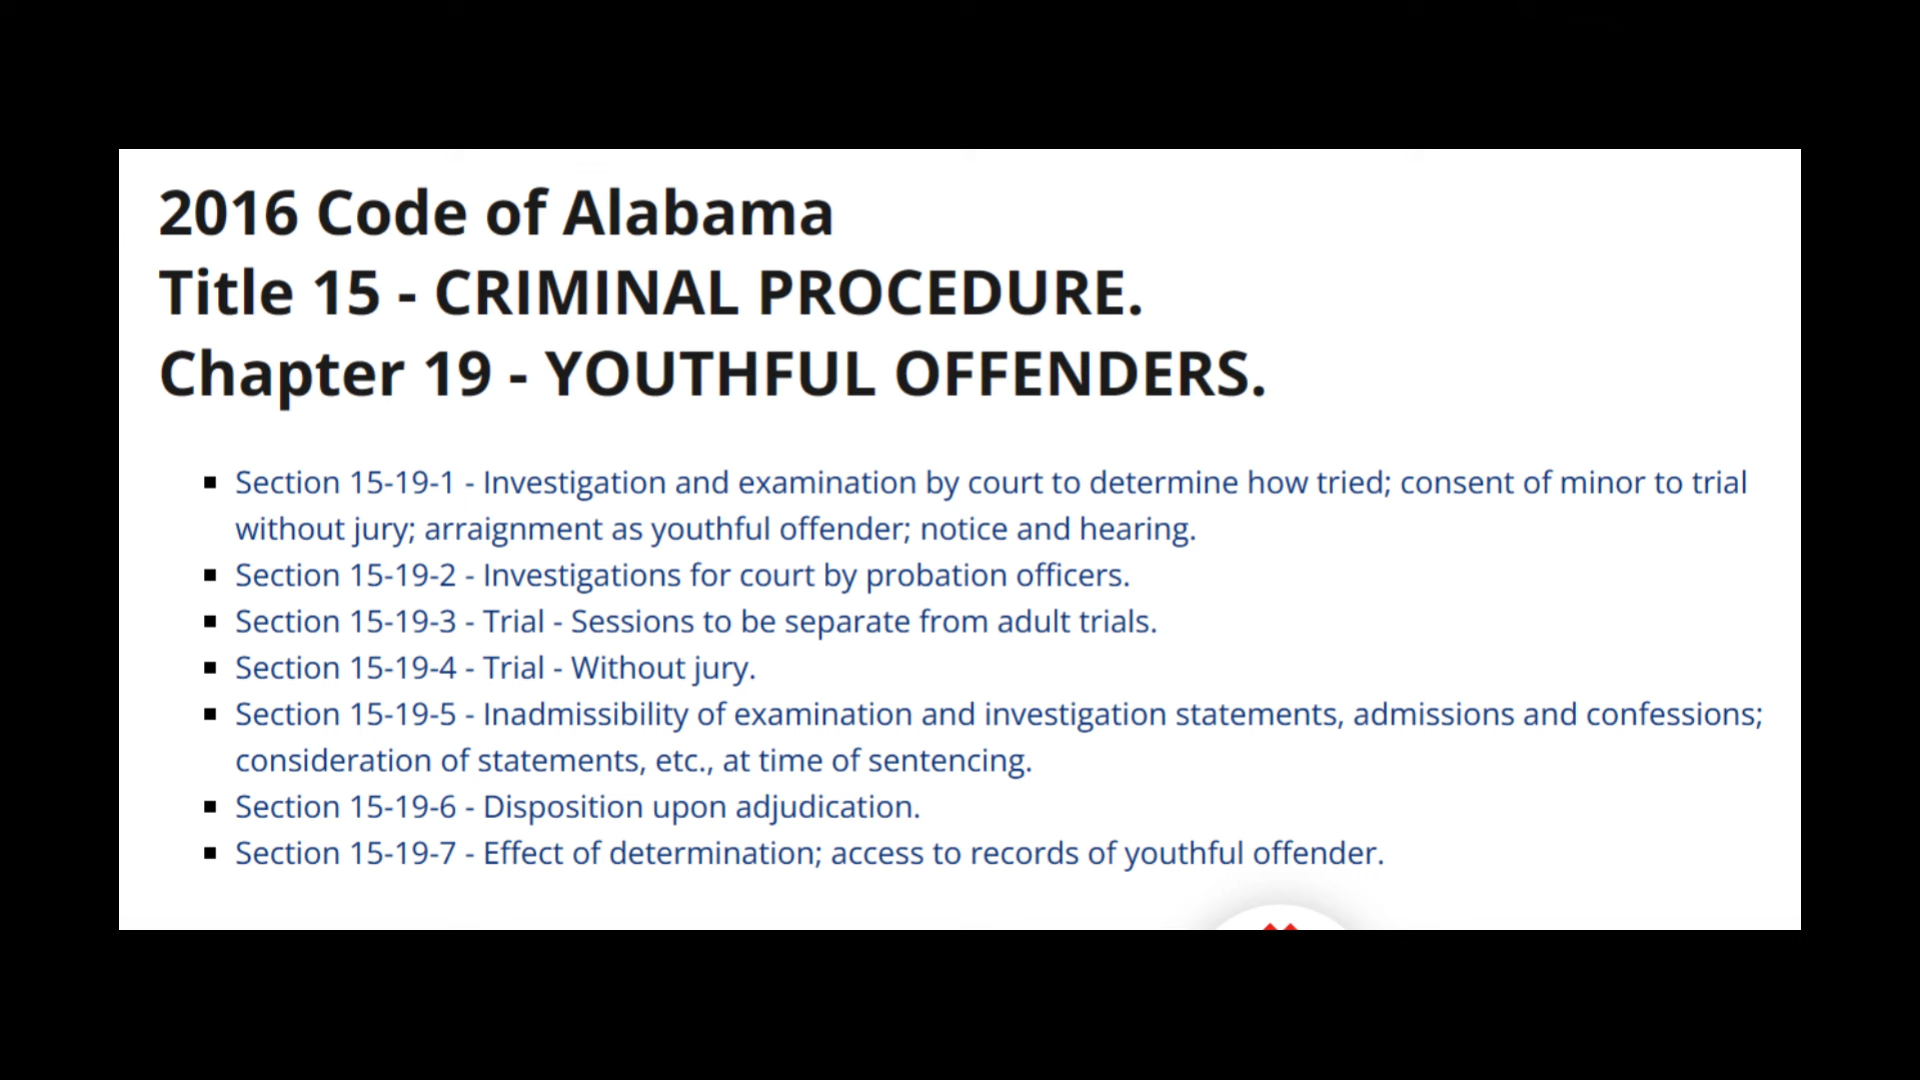 2016 Code of Alabama
Title 15 - CRIMINAL PROCEDURE.
Chapter 19 - YOUTHFUL OFFENDERS.
Section 15-19-1 - Investigation and examination by court to determine how tried; consent of minor to trial
without jury; arraignment as youthful offender; notice and hearing.
Section 15-19-2 - Investigations for court by probation officers.
Section 15-19-3 - Trial - Sessions to be separate from adult trials.
Section 15-19-4 - Trial - Without jury.
Section 15-19-5 - Inadmissibility of examination and investigation statements, admissions and confessions;
consideration of statements, etc., at time of sentencing.
Section 15-19-6 - Disposition upon adjudication.
Section 15-19-7 - Effect of determination; access to records of youthful offender.